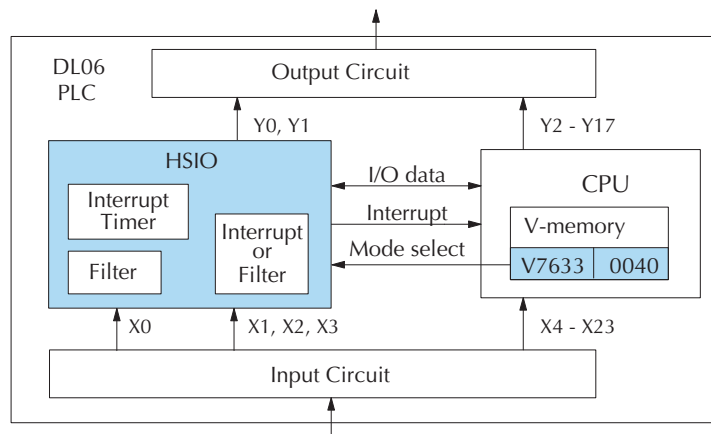 DL06
PLC
Output Circuit
Y0, Y1
Y2 - Y17
HSIO
Interrupt
Timer
Filter
Interrupt
or
Filter
I/O data
Interrupt
Mode select
CPU
V-memory
V7633 0040
X0
X1, X2, X3
X4 - X23
Input Circuit